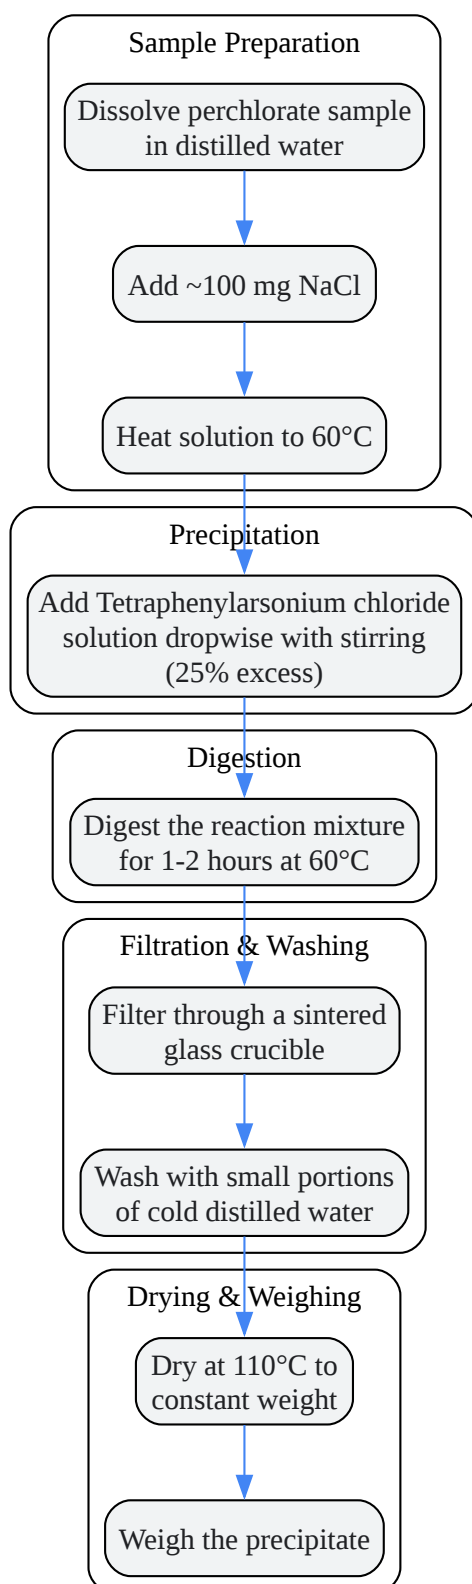 Sample Preparation
Dissolve perchlorate sample
in distilled water
Add ~100 mg NaCl
Heat solution to 60°C
Precipitation
Add Tetraphenylarsonium chloride
solution dropwise with stirring
(25% excess)
Digestion
Digest the reaction mixture
for 1-2 hours at 60°C
Filtration & Washing
Filter through a sintered
glass crucible
Wash with small portions
of cold distilled water
Drying & Weighing
Dry at 110°C to
constant weight
Weigh the precipitate